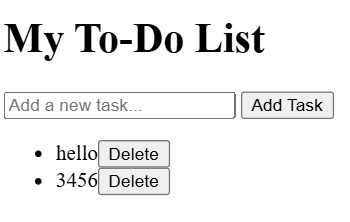 My To-Do List
Add a new task... Add Task
hello Delete
3456 Delete